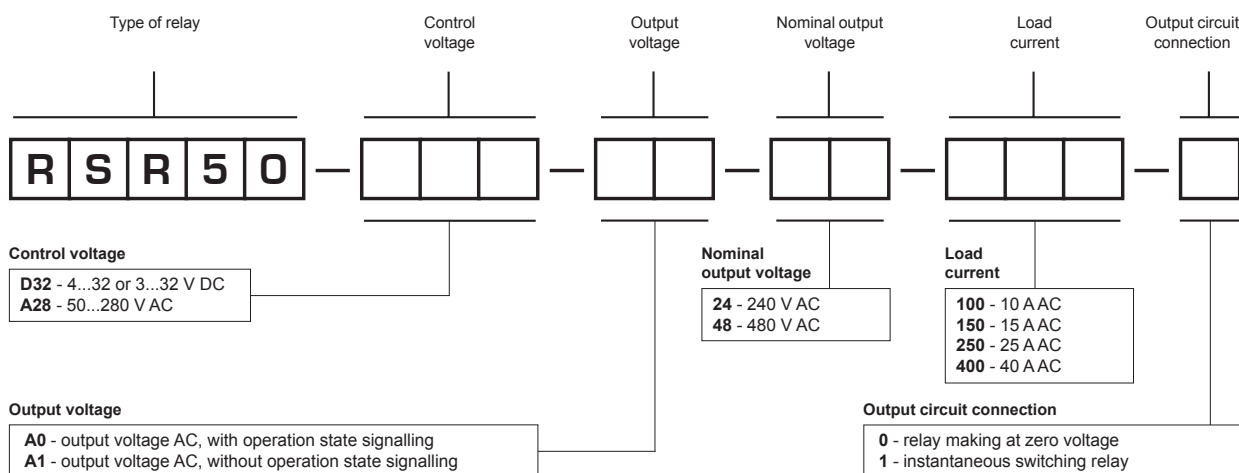 Type of relay
Control
voltage
Output
voltage
Nominal output
voltage
Load
current
Output circuit
connection
RSR50 — — — — —
Control voltage
D32 - 4...32 or 3...32 V DC
A28 - 50...280 V AC
Nominal
output voltage
24 - 240 V AC
48 - 480 V AC
Load
current
100 - 10 A AC
150 - 15 A AC
250 - 25 A AC
400 - 40 A AC
Output voltage
A0 - output voltage AC, with operation state signalling
A1 - output voltage AC, without operation state signalling
Output circuit connection
0 - relay making at zero voltage
1 - instantaneous switching relay